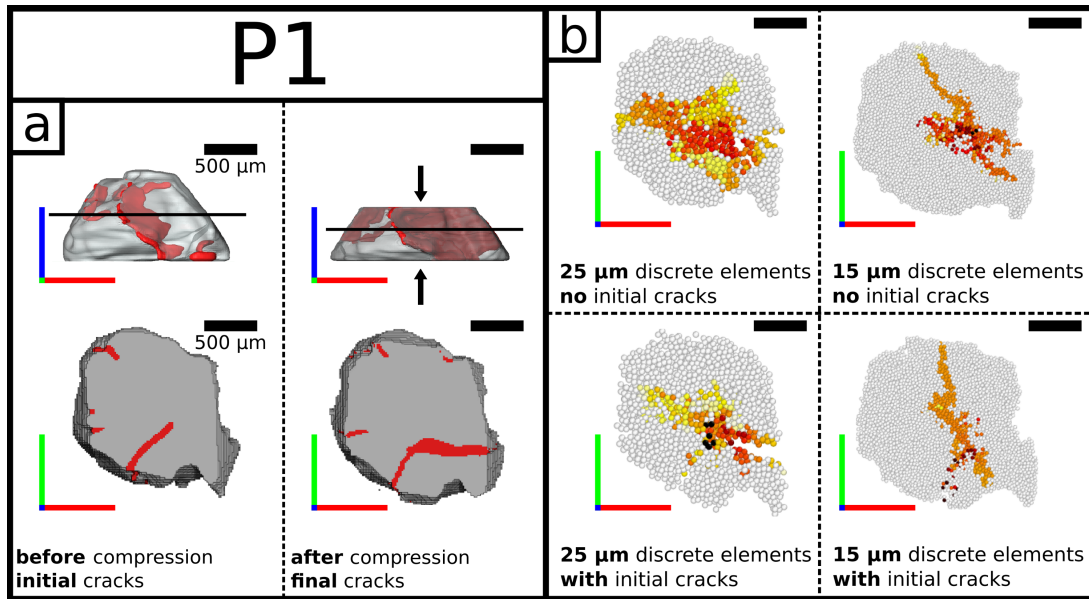 P1
a
500 µm
500 µm
before compression
initial cracks
after compression
final cracks
b
25 µm discrete elements
no initial cracks
15 µm discrete elements
no initial cracks
25 µm discrete elements
with initial cracks
15 µm discrete elements
with initial cracks